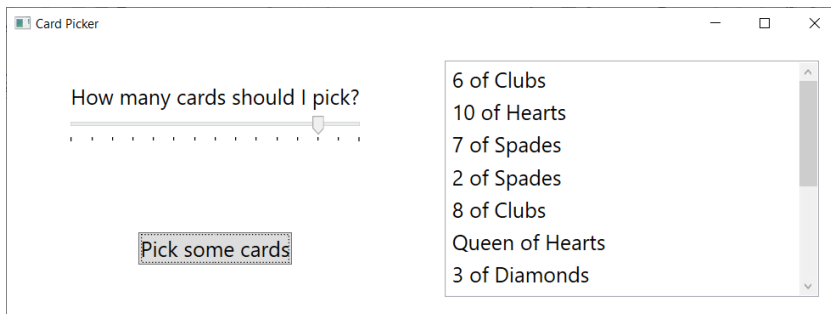 Card Picker
How many cards should I pick?
Pick some cards
6 of Clubs
10 of Hearts
7 of Spades
2 of Spades
8 of Clubs
Queen of Hearts
3 of Diamonds